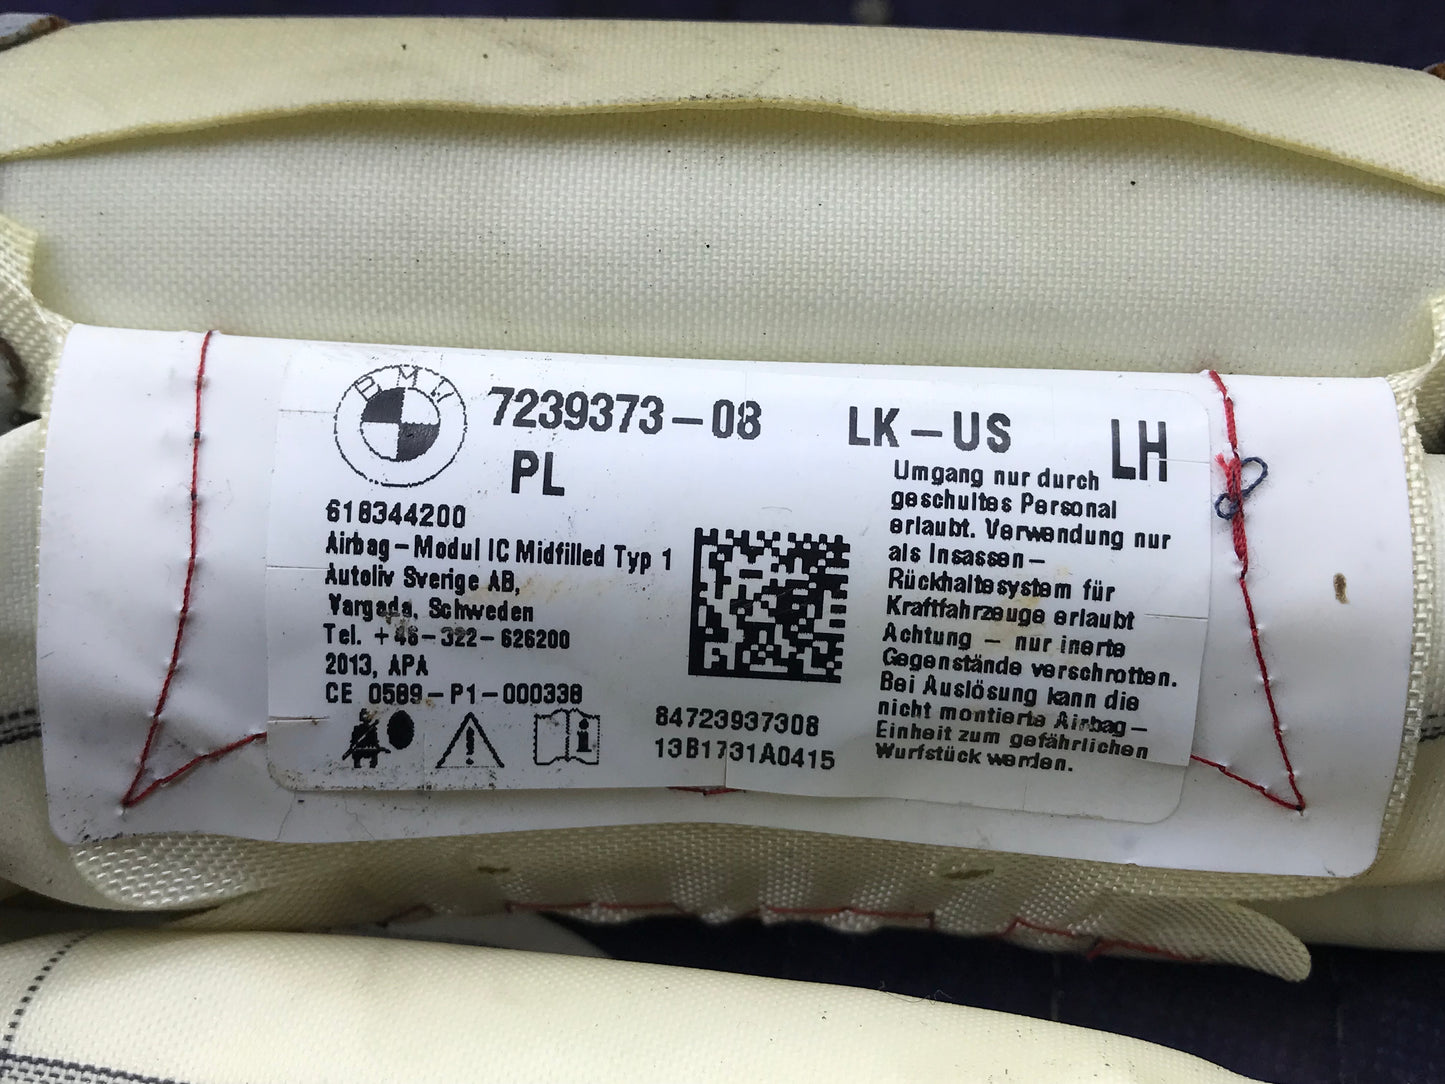 BMW
7239373-08 LK-US LH
PL
618344200
Airbag-Modul IC Midfilled Typ 1
Autoliv Sverige AB,
Vargada, Schweden
Tel. +46-322-626200
2013, APA
CE 0589-P1-000338
84723937308
13B1731A0415
Umgang nur durch
geschultes Personal
erlaubt. Verwendung nur
als Insassen-
Rückhaltesystem für
Kraftfahrzeuge erlaubt
Achtung - nur inerte
Gegenstände verschrotten.
Bei Auslösung kann die
nicht montierte Airbag-
Einheit zum gefährlichen
Wurfstück werden.